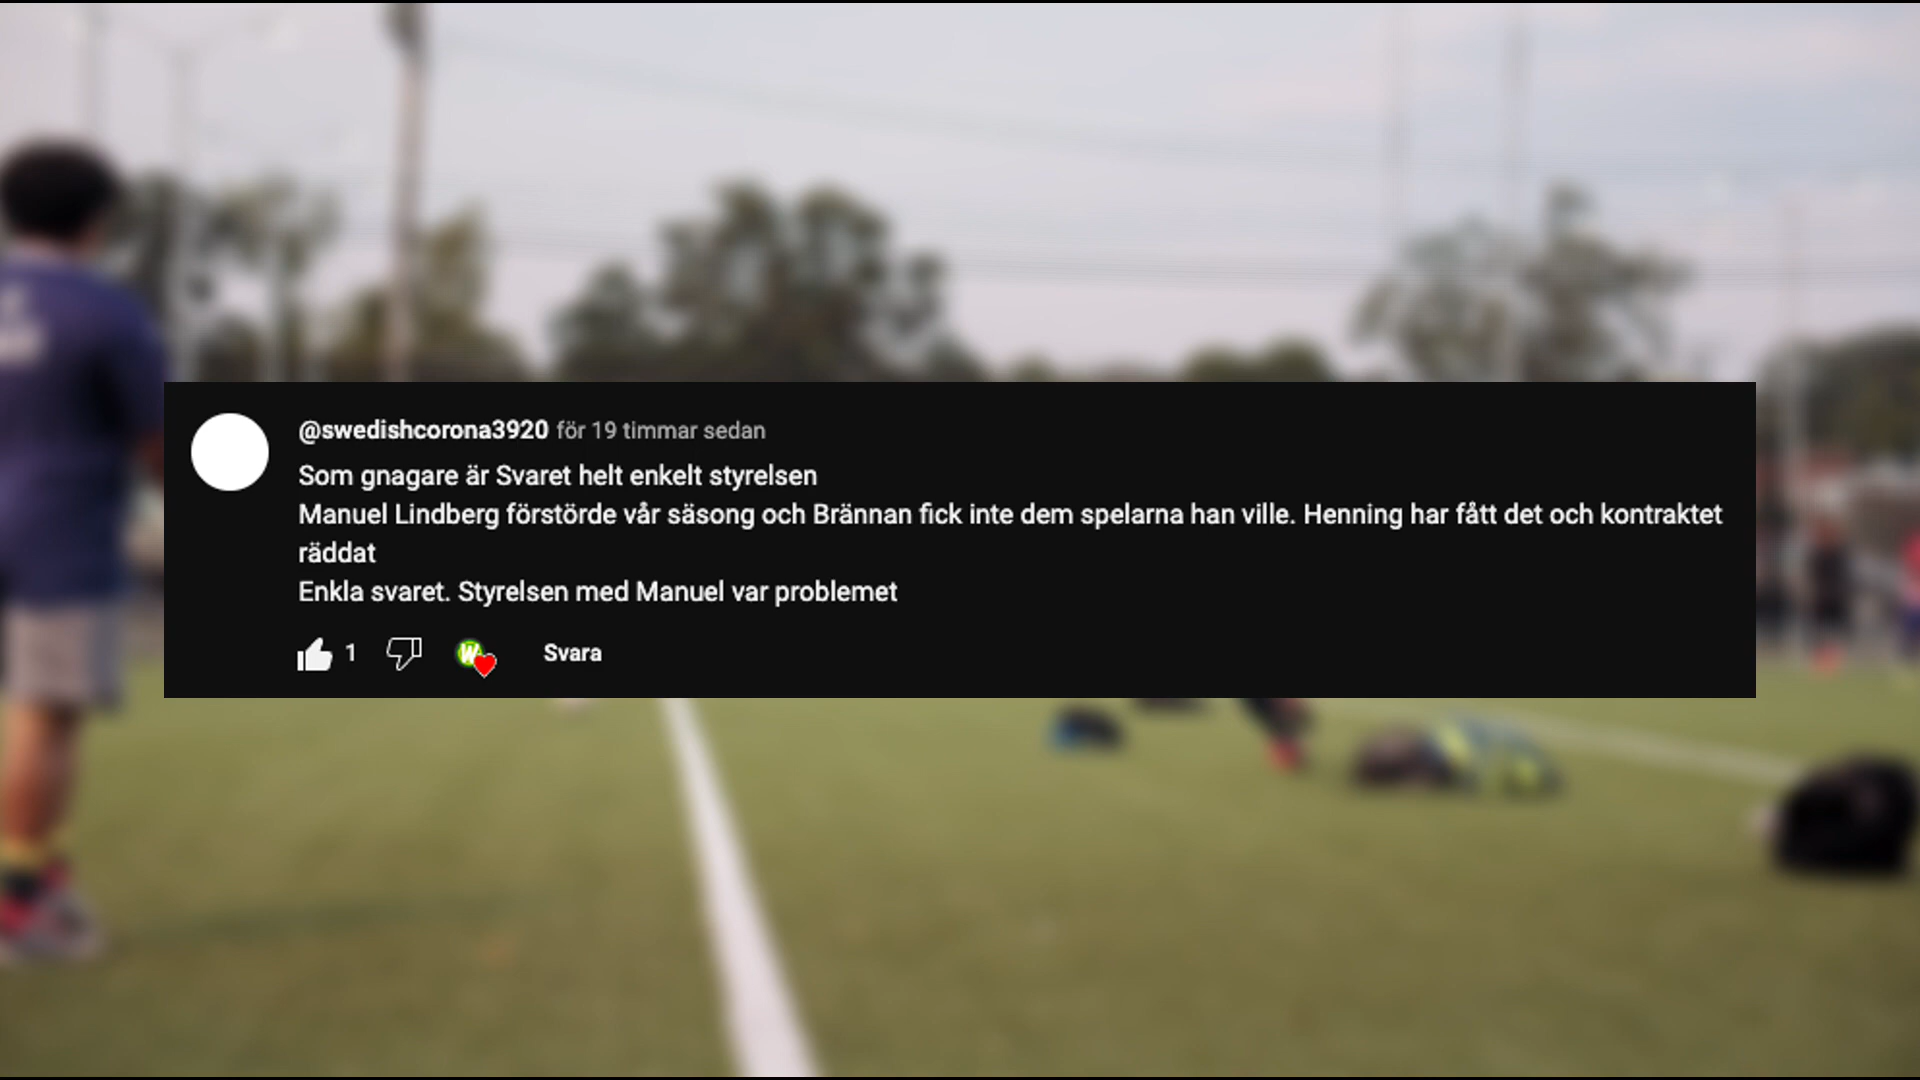 @swedishcorona3920 för 19 timmar sedan
Som gnagare är Svaret helt enkelt styrelsen
Manuel Lindberg förstörde vår säsong och Brännan fick inte dem spelarna han ville. Henning har fått det och kontraktet
räddat
Enkla svaret. Styrelsen med Manuel var problemet
1
W
Svara